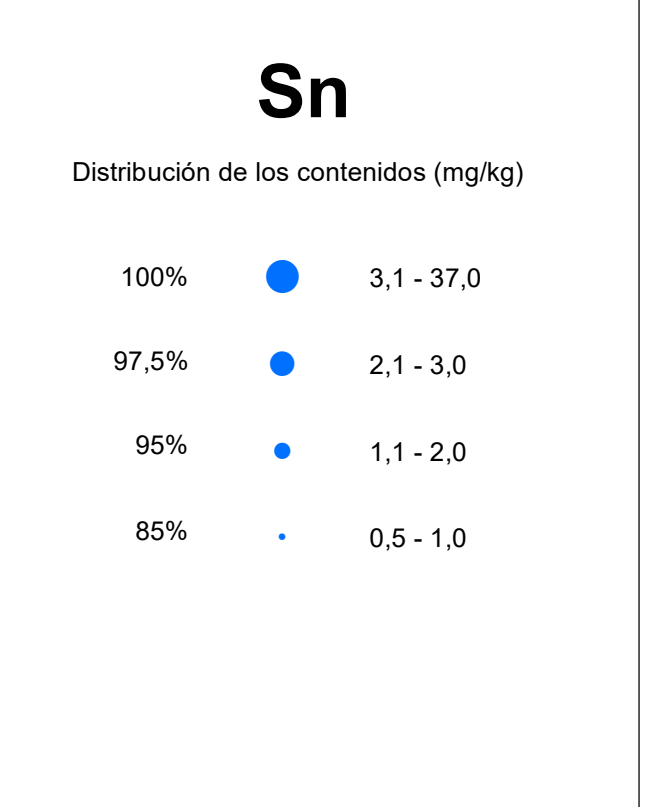 Sn
Distribución de los contenidos (mg/kg)
100% 3,1 - 37,0
97,5% 2,1 - 3,0
95% 1,1 - 2,0
85% 0,5 - 1,0